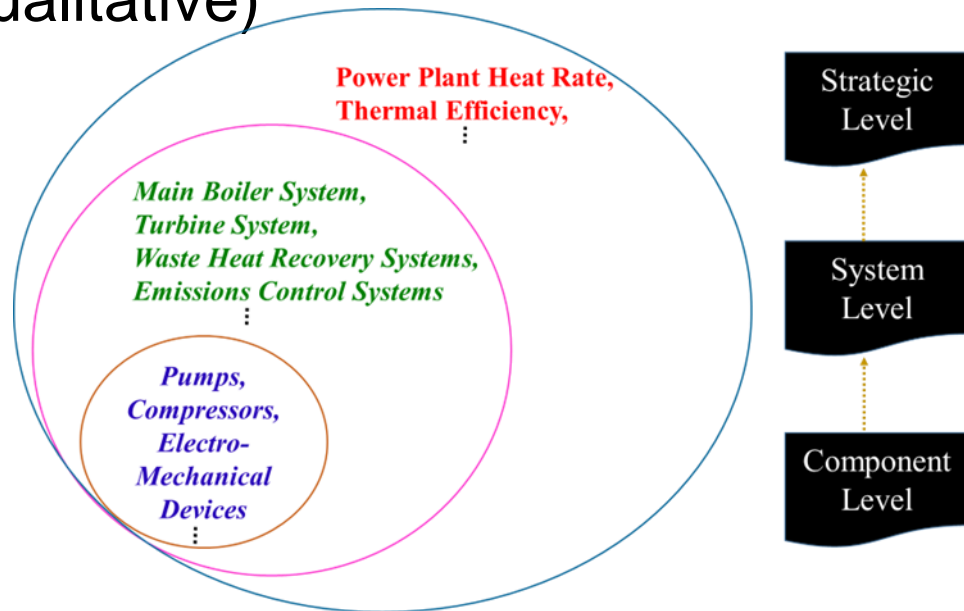 ualitative)
Power Plant Heat Rate,
Thermal Efficiency,
⋮
Main Boiler System,
Turbine System,
Waste Heat Recovery Systems,
Emissions Control Systems
⋮
Pumps,
Compressors,
Electro-
Mechanical
Devices
⋮
Strategic
Level
System
Level
Component
Level